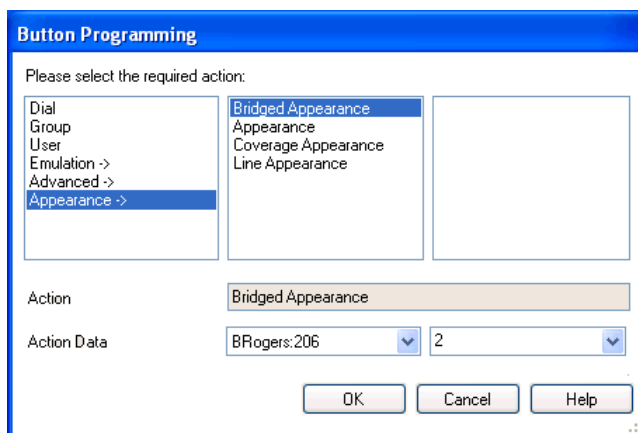 Button Programming
Please select the required action:
Dial
Group
User
Emulation ->
Advanced ->
Appearance ->
Bridged Appearance
Appearance
Coverage Appearance
Line Appearance
Action
Bridged Appearance
Action Data
BRogers:206
2
OK
Cancel
Help